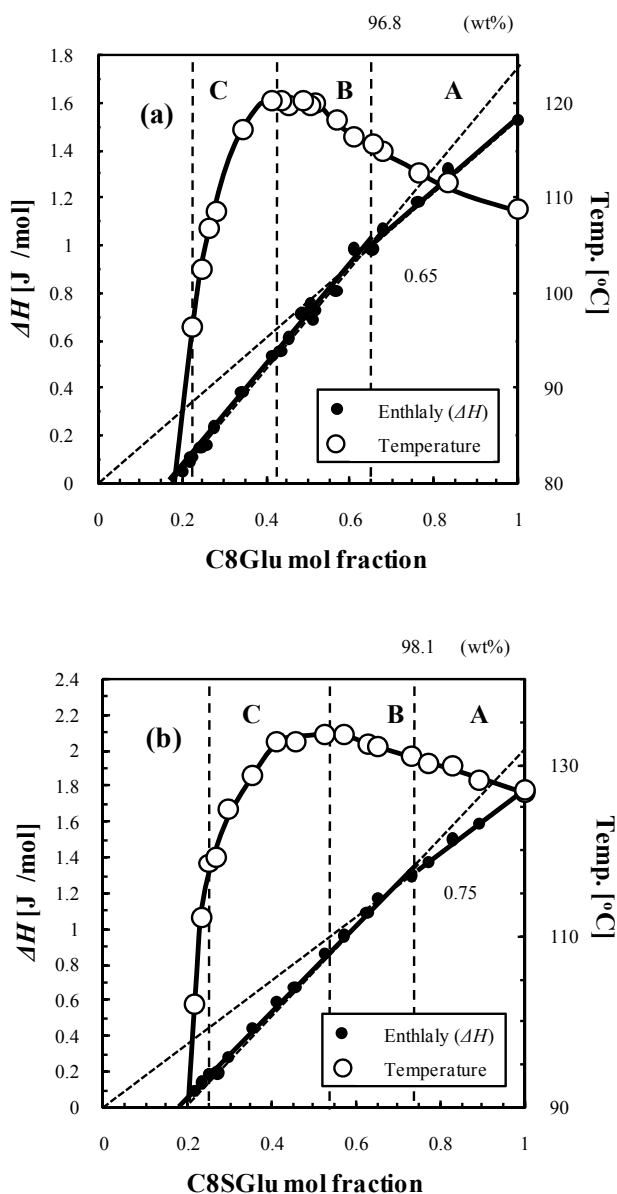 96.8 (wt%)
1.8
1.6
1.4
1.2
1
0.8
0.6
0.4
0.2
0
ΔH [J /mol]
(a)
C
B
A
0.65
Enthlaly (ΔH)
Temperature
120
110
100
90
80
Temp. [°C]
0 0.2 0.4 0.6 0.8 1
C8Glu mol fraction
98.1 (wt%)
2.4
2.2
2
1.8
1.6
1.4
1.2
1
0.8
0.6
0.4
0.2
0
ΔH [J /mol]
(b)
C
B
A
0.75
Enthlaly (ΔH)
Temperature
130
110
90
Temp. [°C]
0 0.2 0.4 0.6 0.8 1
C8SGlu mol fraction